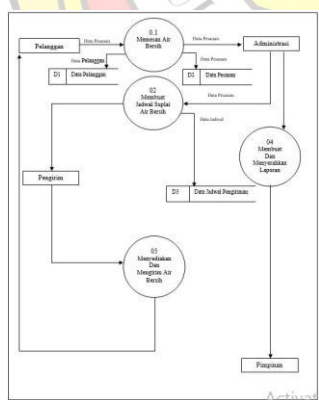 0.1
Memesan Air
Bersih
Pelanggan
Data Pesanan
Data Pesanan
Administrasi
Data Pelanggan
Data Pesanan
D1 Data Pelanggan
D2 Data Pesanan
02
Membuat
Jadwal Suplai
Air Bersih
Data Pesanan
Data Jadwal
04
Membuat
Dan
Menyerahkan
Laporan
Pengirim
D3 Data Jadwal Pengiriman
03
Menyediakan
Dan
Mengirim Air
Bersih
Pimpinan
Activat